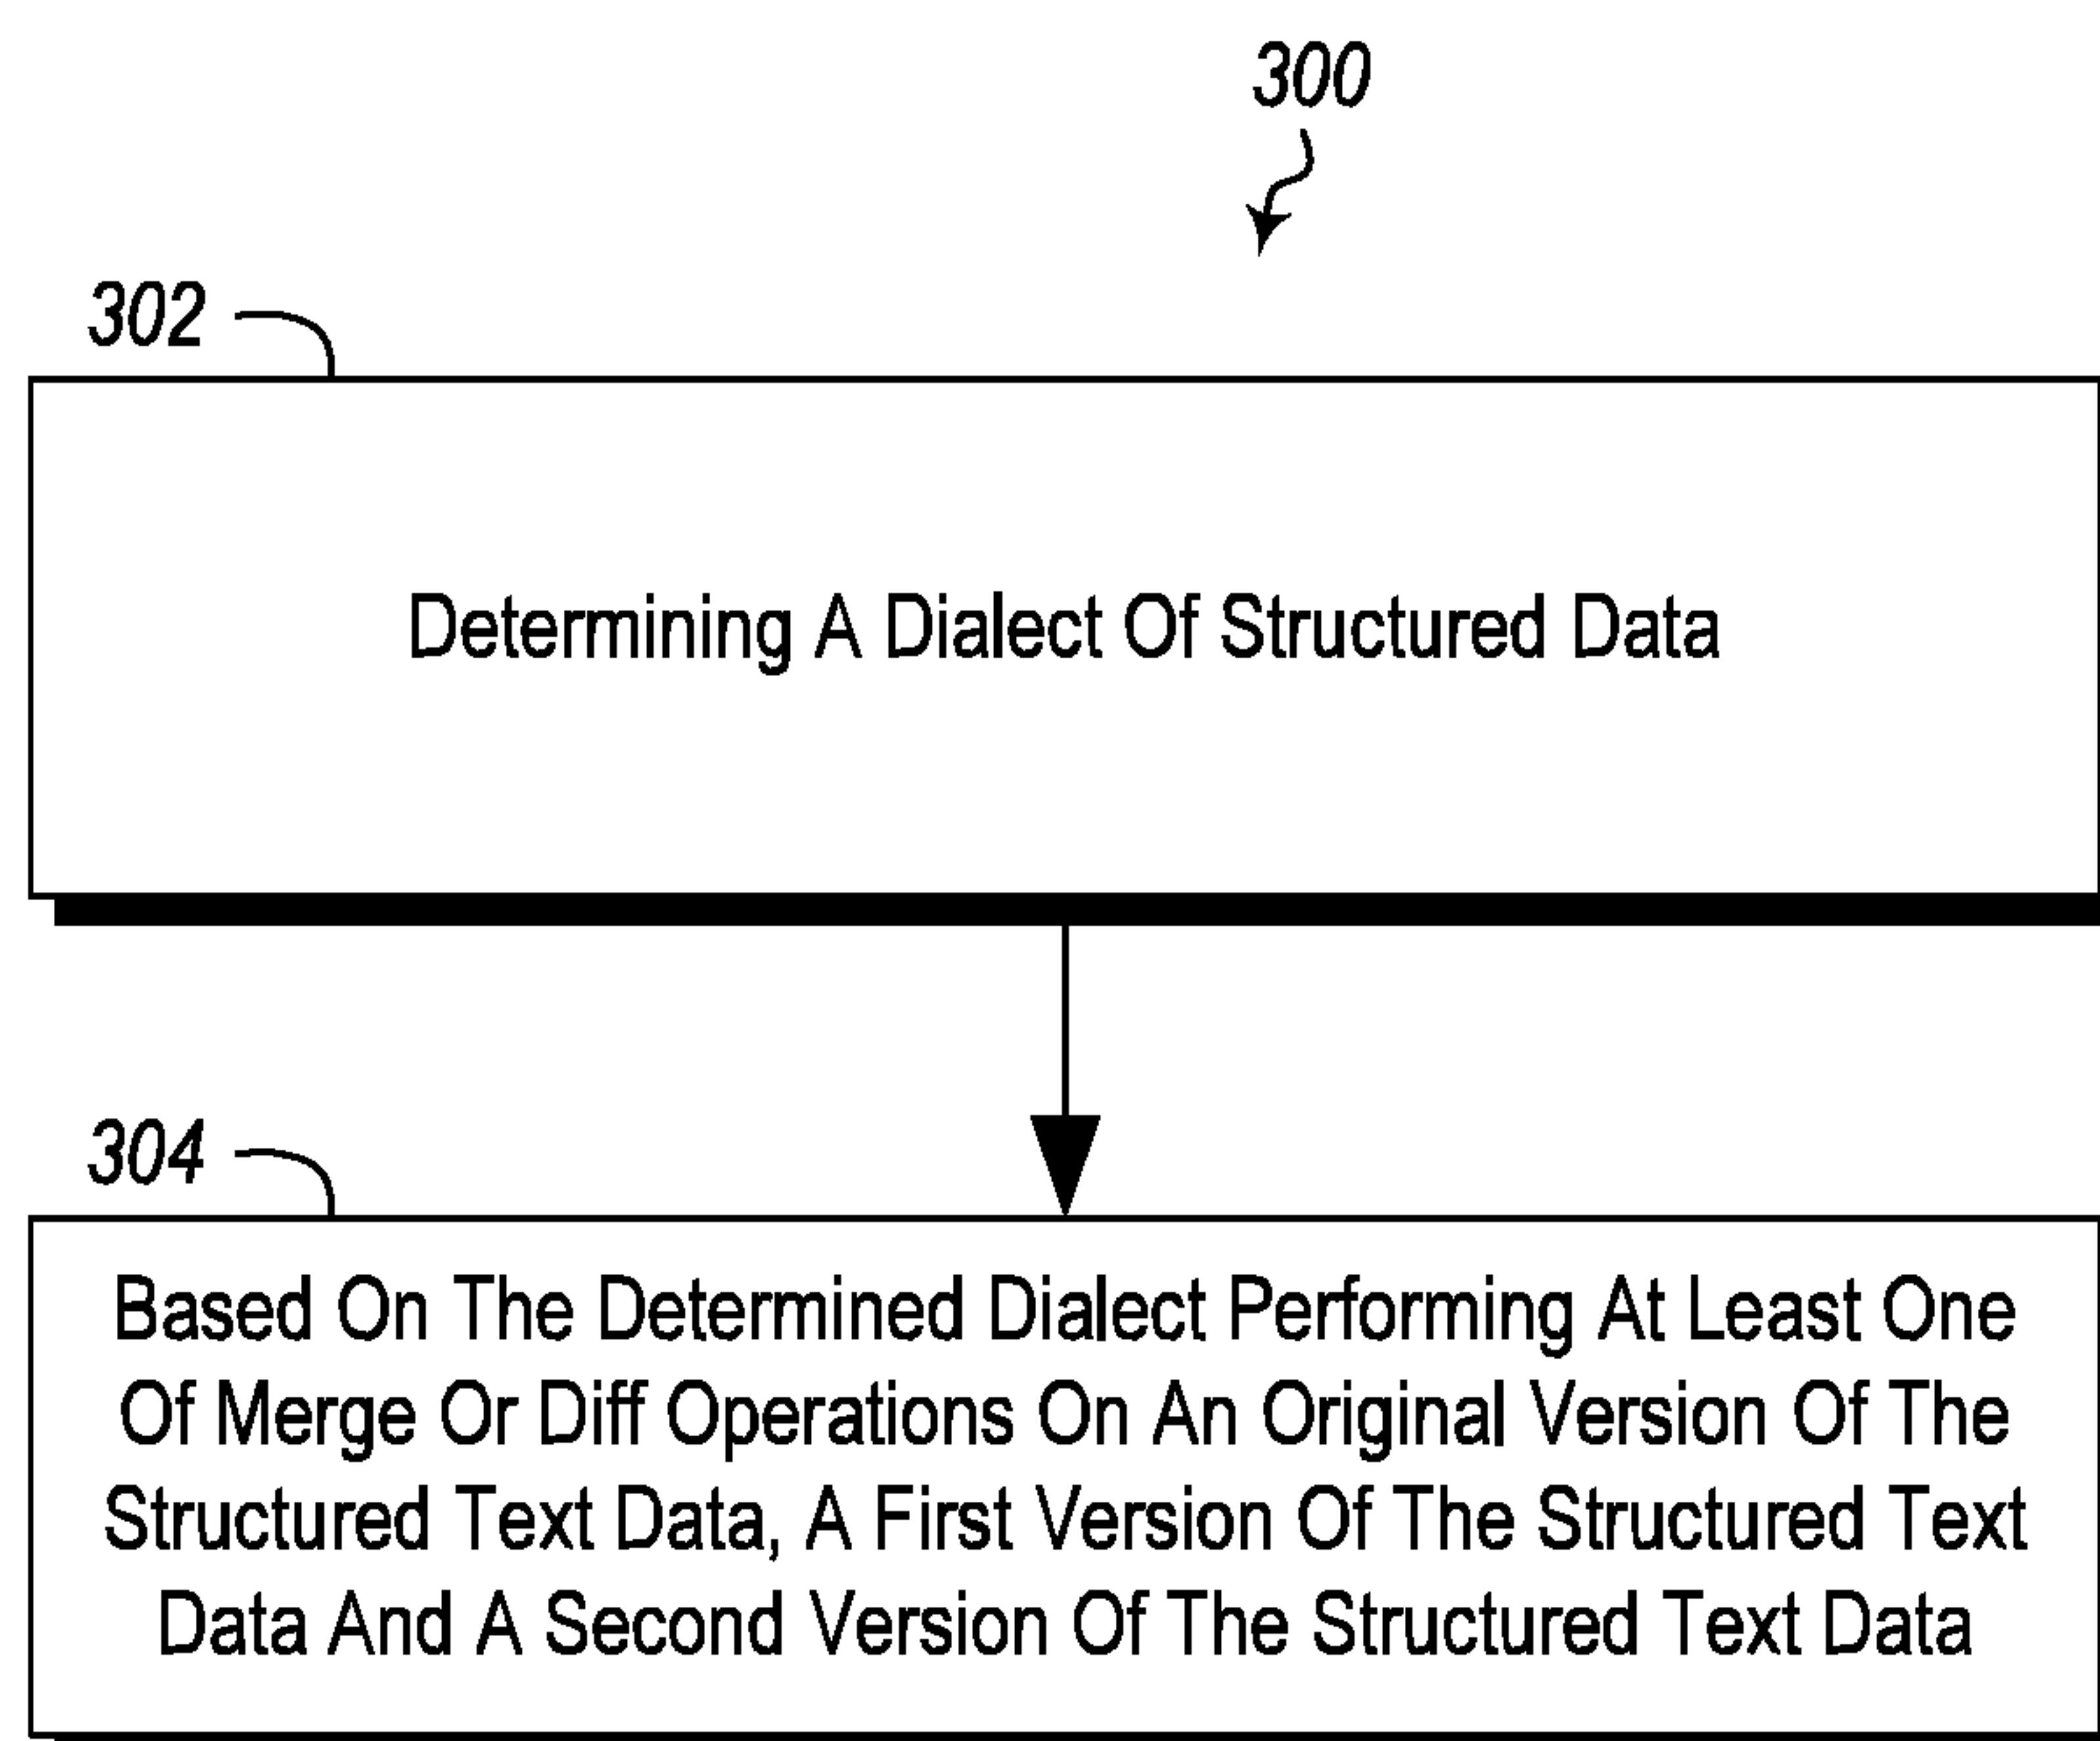 300
302
Determining A Dialect Of Structured Data
304
Based On The Determined Dialect Performing At Least One
Of Merge Or Diff Operations On An Original Version Of The
Structured Text Data, A First Version Of The Structured Text
Data And A Second Version Of The Structured Text Data